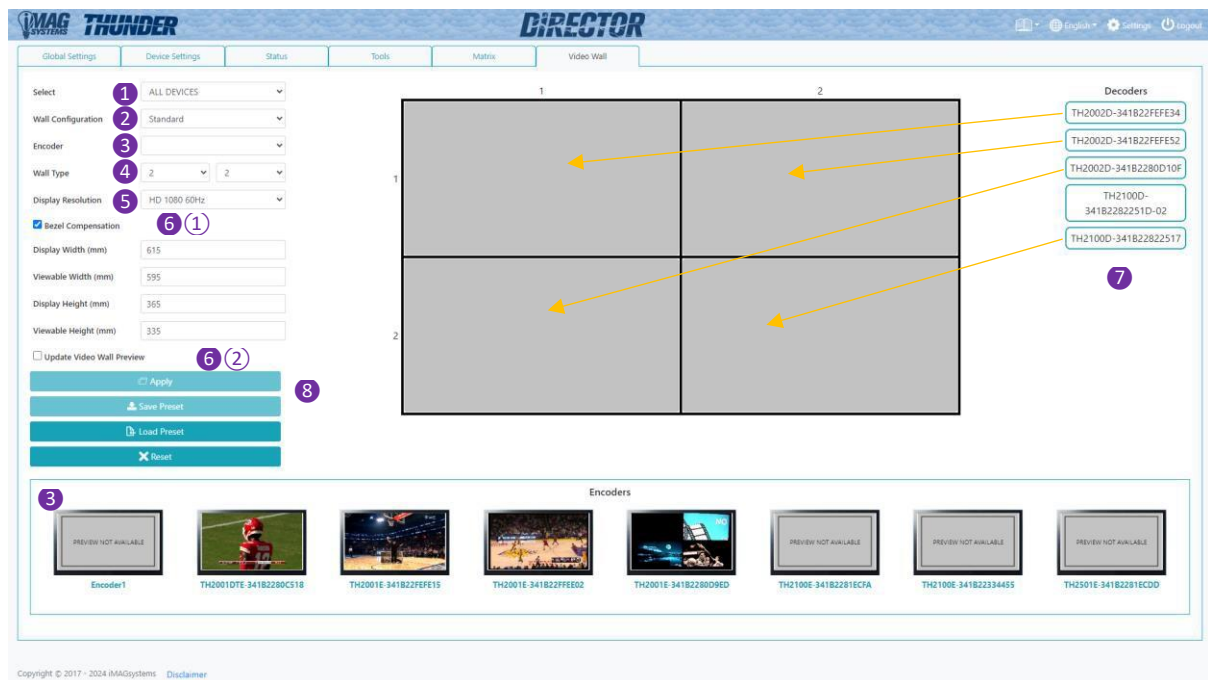 iMAG SYSTEMS THUNDER
DiRECTOR
English
Settings
Logout
Global Settings
Device Settings
Status
Tools
Matrix
Video Wall
Select 1 ALL DEVICES
Wall Configuration 2 Standard
Encoder 3
Wall Type 4 2 2
Display Resolution 5 HD 1080 60Hz
Bezel Compensation 6 (1)
Display Width (mm) 615
Viewable Width (mm) 595
Display Height (mm) 365
Viewable Height (mm) 335
Update Video Wall Preview 6 (2)
Apply
8
Save Preset
Load Preset
Reset
1 2
1
2
Decoders
TH2002D-341B22FEFE34
TH2002D-341B22FEFE52
TH2002D-341B2280D10F
TH2100D-
341B2282251D-02
TH2100D-341B22822517
7
3
Encoders
PREVIEW NOT AVAILABLE
PREVIEW NOT AVAILABLE
PREVIEW NOT AVAILABLE
PREVIEW NOT AVAILABLE
Encoder1
TH2001DTE-341B2280C518
TH2001E-341B22FEFE15
TH2001E-341B22FFEE02
TH2001E-341B2280D9ED
TH2100E-341B2281ECFA
TH2100E-341B22334455
TH2501E-341B2281ECDD
Copyright © 2017 - 2024 iMAGsystems Disclaimer